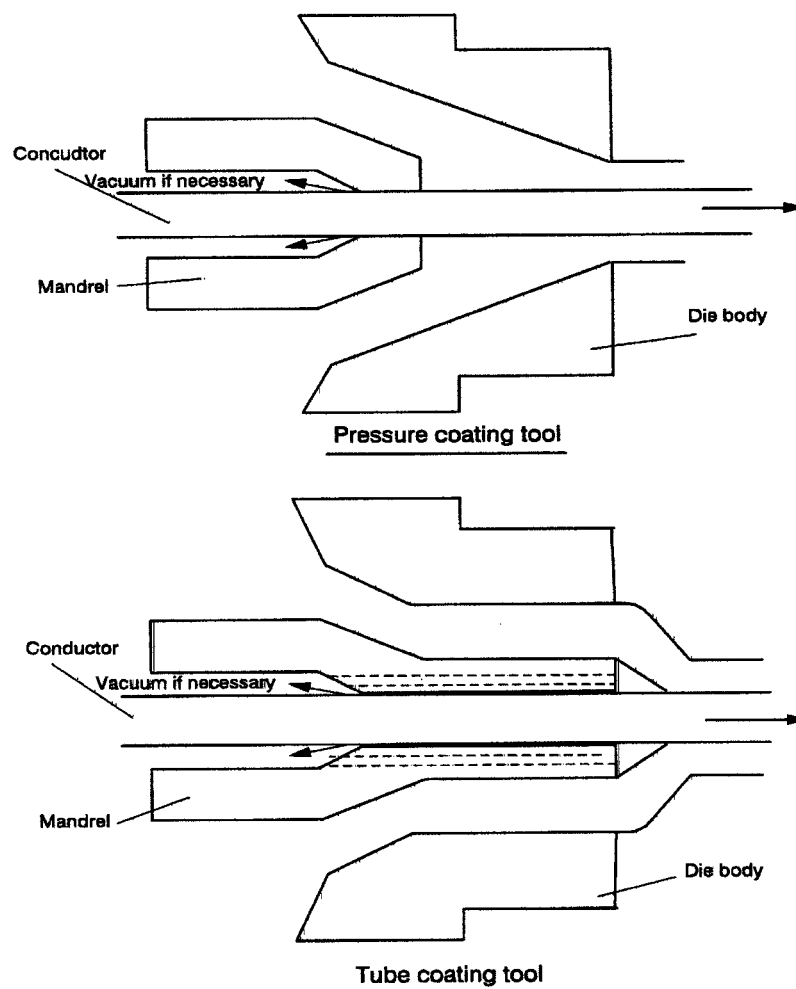 Concudtor
Vacuum if necessary
Mandrel
Die body
Pressure coating tool
Conductor
Vacuum if necessary
Mandrel
Die body
Tube coating tool